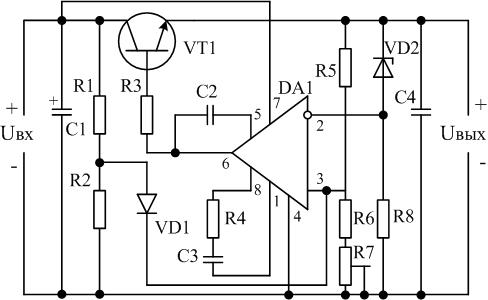 VT1
VD2
R1
R3
C2
DA1
R5
7
5
+
+
C1
+
Uвх
-
2
C4
+
Uвых
-
6
R2
3
8
1
4
VD1
R4
R6
R8
R7
C3